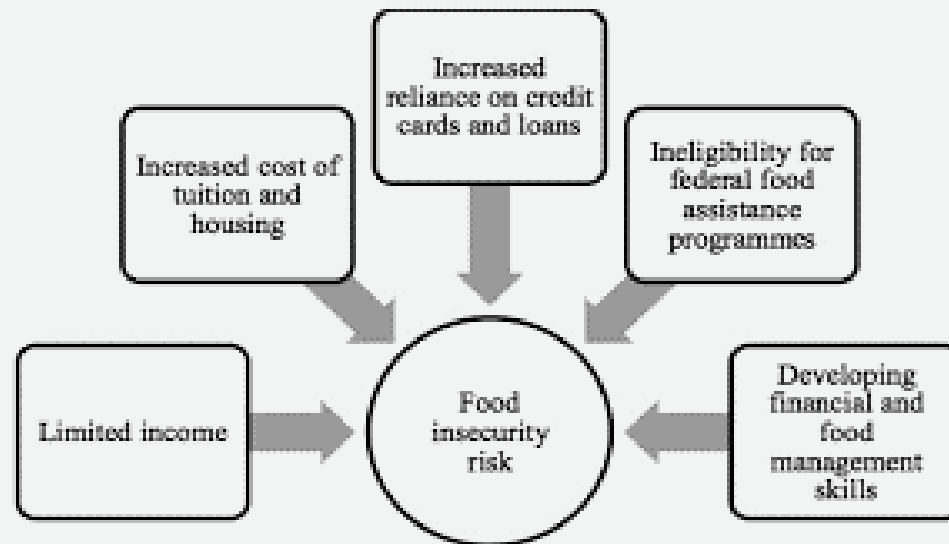 Increased
reliance on credit
cards and loans
Increased cost of
tuition and
housing
Ineligibility for
federal food
assistance
programmes
Limited income
Food
insecurity
risk
Developing
financial and
food
management
skills